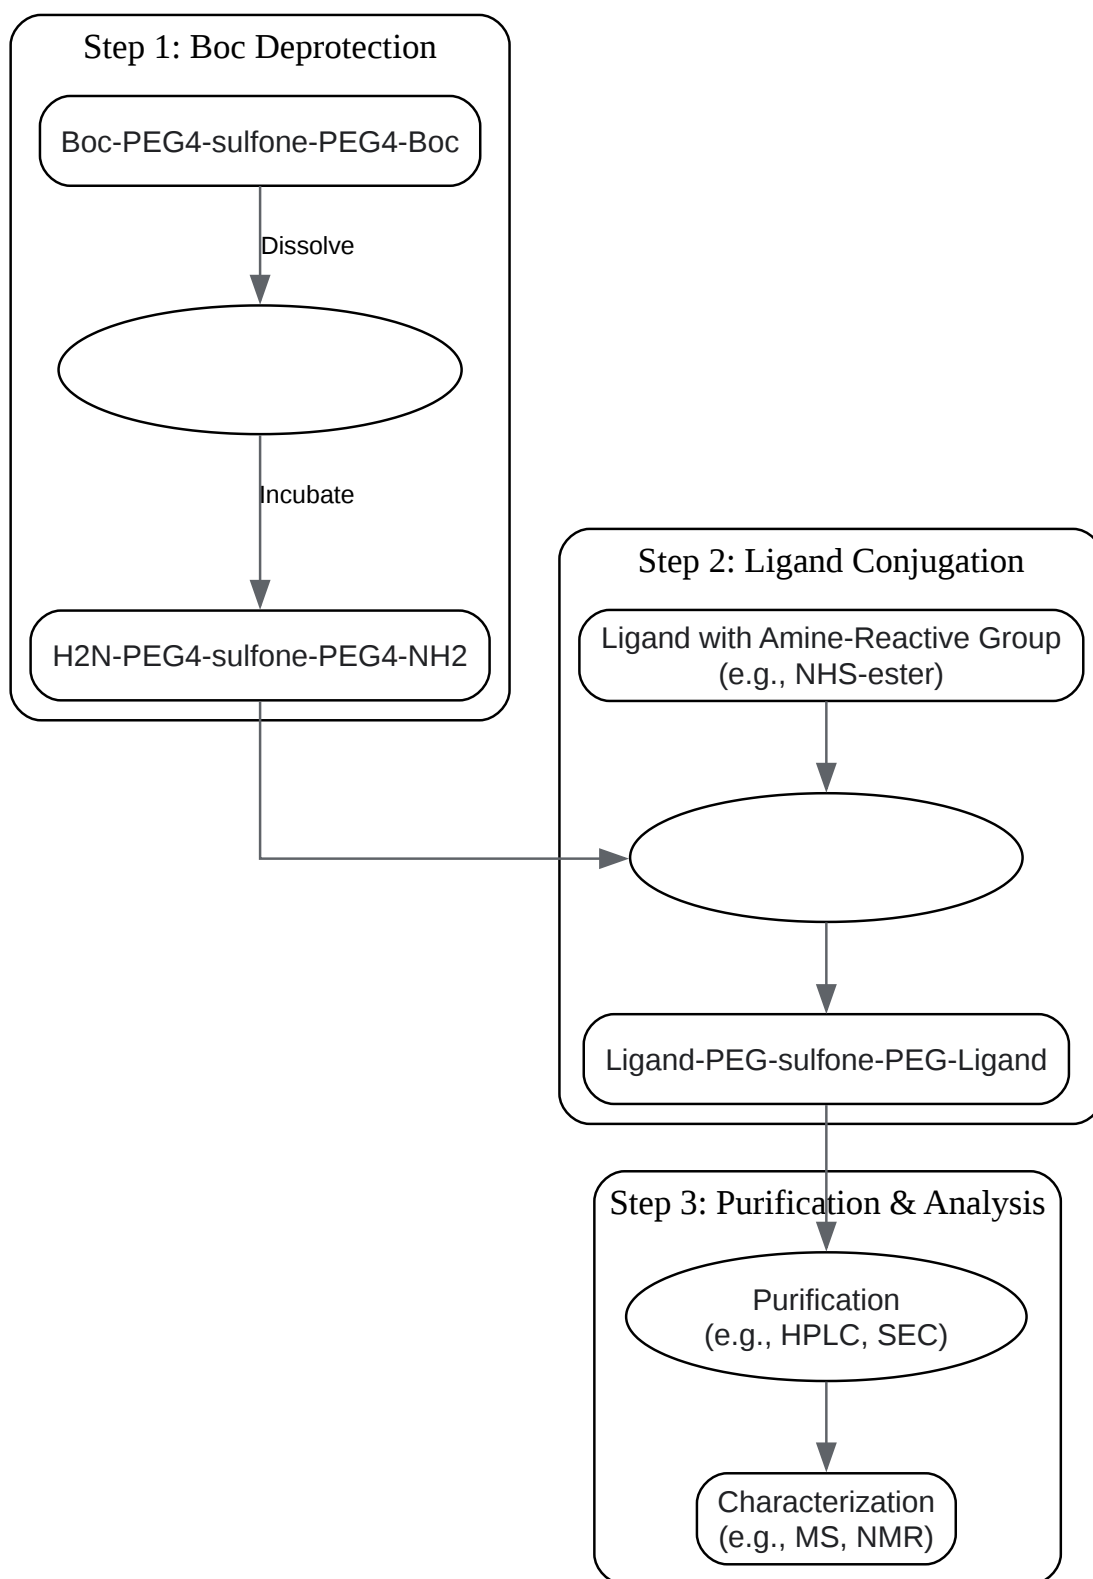 Step 1: Boc Deprotection
Boc-PEG4-sulfone-PEG4-Boc
Dissolve
Incubate
H2N-PEG4-sulfone-PEG4-NH2
Step 2: Ligand Conjugation
Ligand with Amine-Reactive Group
(e.g., NHS-ester)
Ligand-PEG-sulfone-PEG-Ligand
Step 3: Purification & Analysis
Purification
(e.g., HPLC, SEC)
Characterization
(e.g., MS, NMR)